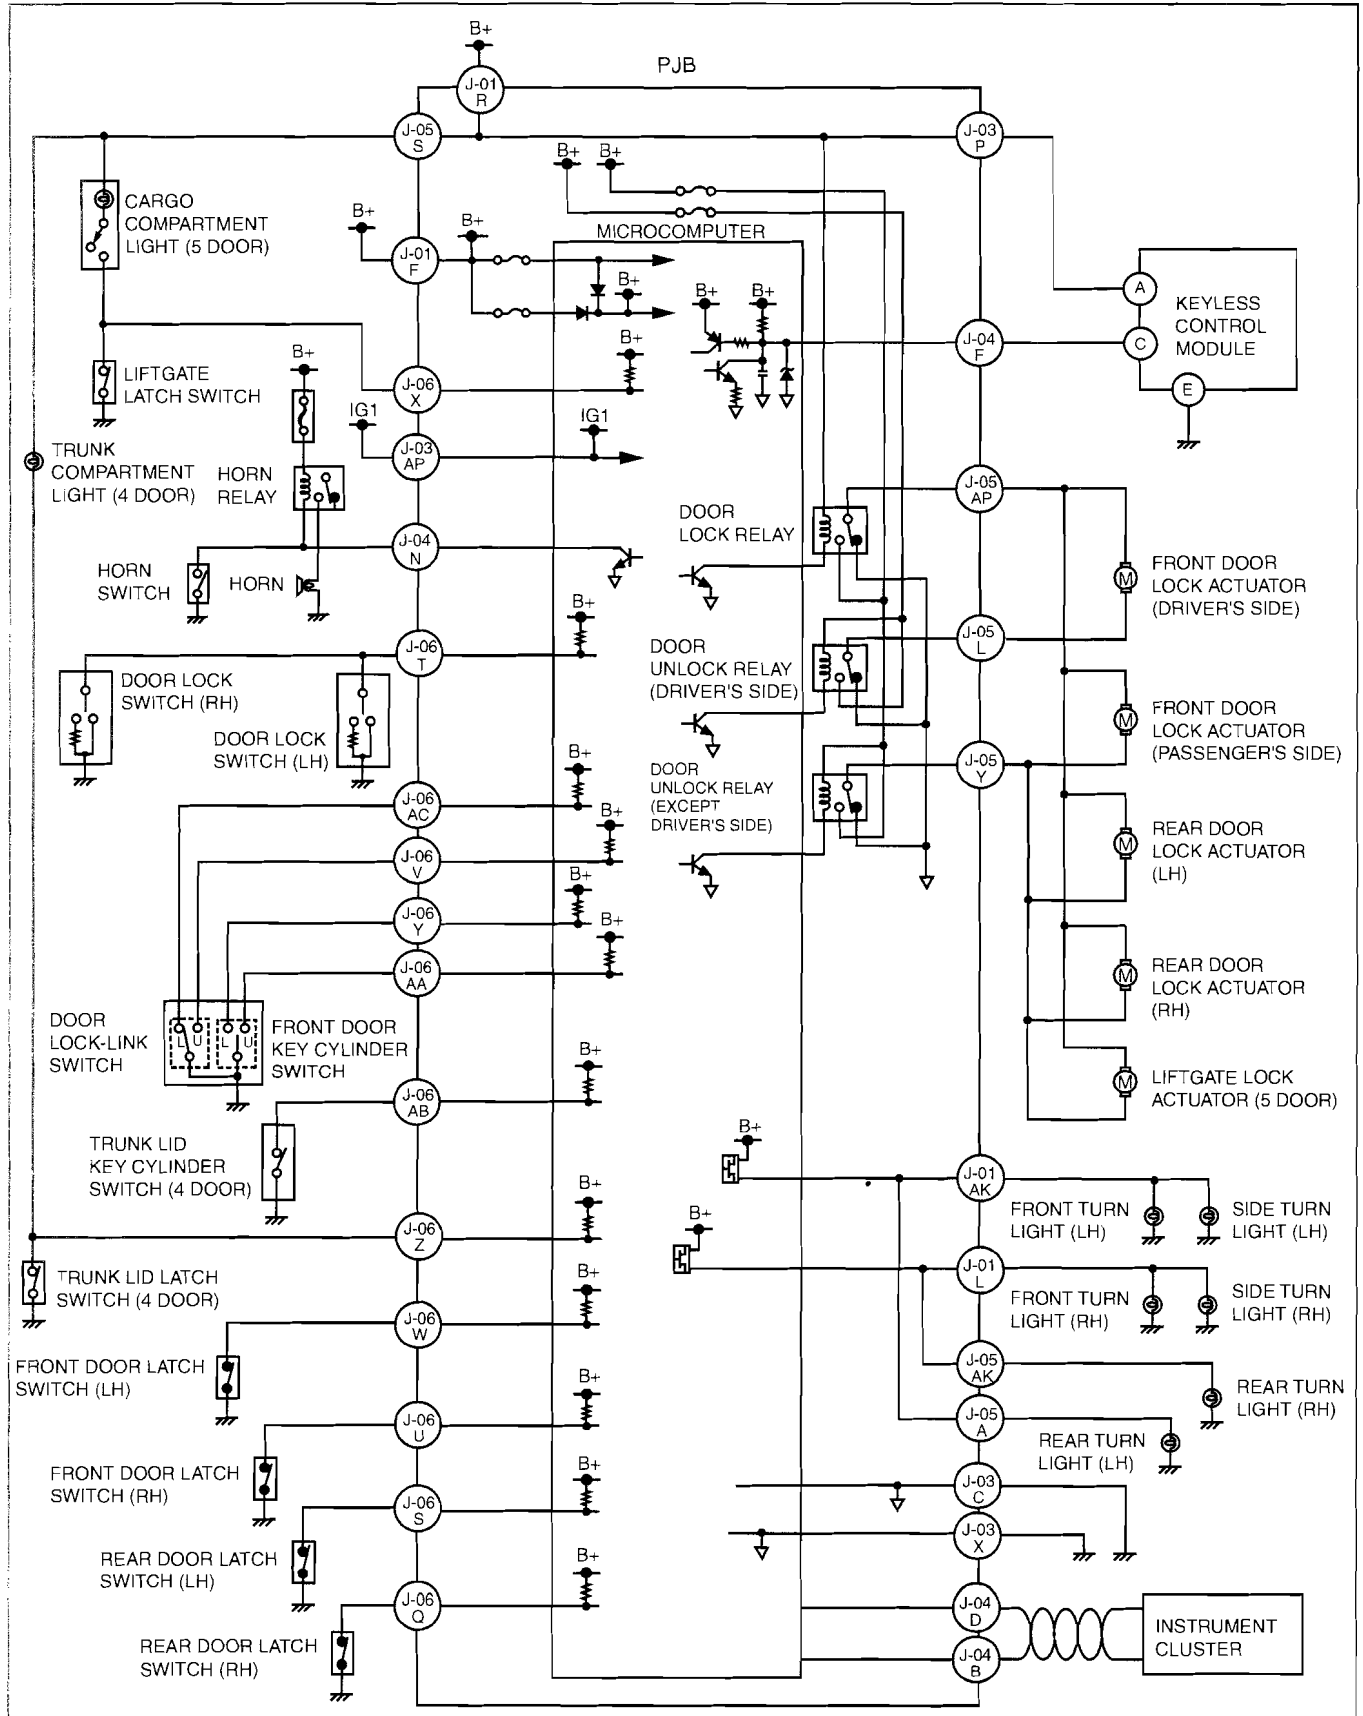 B+
PJB
J-01
R
J-05
S
J-03
P
B+
B+
CARGO
COMPARTMENT
LIGHT (5 DOOR)
B+
B+
MICROCOMPUTER
J-01
F
B+
B+
B+
A
KEYLESS
CONTROL
MODULE
C
E
J-04
F
B+
LIFTGATE
LATCH SWITCH
B+
J-06
X
IG1
IG1
J-03
AP
TRUNK
COMPARTMENT
LIGHT (4 DOOR)
HORN
RELAY
J-05
AP
DOOR
LOCK RELAY
J-04
N
HORN
SWITCH
HORN
M
FRONT DOOR
LOCK ACTUATOR
(DRIVER'S SIDE)
B+
J-06
T
J-05
L
DOOR
UNLOCK RELAY
(DRIVER'S SIDE)
DOOR LOCK
SWITCH (RH)
DOOR LOCK
SWITCH (LH)
M
FRONT DOOR
LOCK ACTUATOR
(PASSENGER'S SIDE)
B+
J-05
Y
DOOR
UNLOCK RELAY
(EXCEPT
DRIVER'S SIDE)
J-06
AC
B+
J-06
V
M
REAR DOOR
LOCK ACTUATOR
(LH)
B+
J-06
Y
B+
J-06
AA
M
REAR DOOR
LOCK ACTUATOR
(RH)
DOOR
LOCK-LINK
SWITCH
L
U
L
U
FRONT DOOR
KEY CYLINDER
SWITCH
B+
J-06
AB
M
LIFTGATE LOCK
ACTUATOR (5 DOOR)
TRUNK LID
KEY CYLINDER
SWITCH (4 DOOR)
B+
J-01
AK
FRONT TURN
LIGHT (LH)
SIDE TURN
LIGHT (LH)
B+
J-06
Z
B+
J-01
L
FRONT TURN
LIGHT (RH)
SIDE TURN
LIGHT (RH)
TRUNK LID LATCH
SWITCH (4 DOOR)
B+
J-06
W
FRONT DOOR LATCH
SWITCH (LH)
J-05
AK
REAR TURN
LIGHT (RH)
B+
J-06
U
J-05
A
REAR TURN
LIGHT (LH)
FRONT DOOR LATCH
SWITCH (RH)
B+
J-06
S
J-03
C
J-03
X
REAR DOOR LATCH
SWITCH (LH)
B+
J-06
Q
J-04
D
J-04
B
INSTRUMENT
CLUSTER
REAR DOOR LATCH
SWITCH (RH)